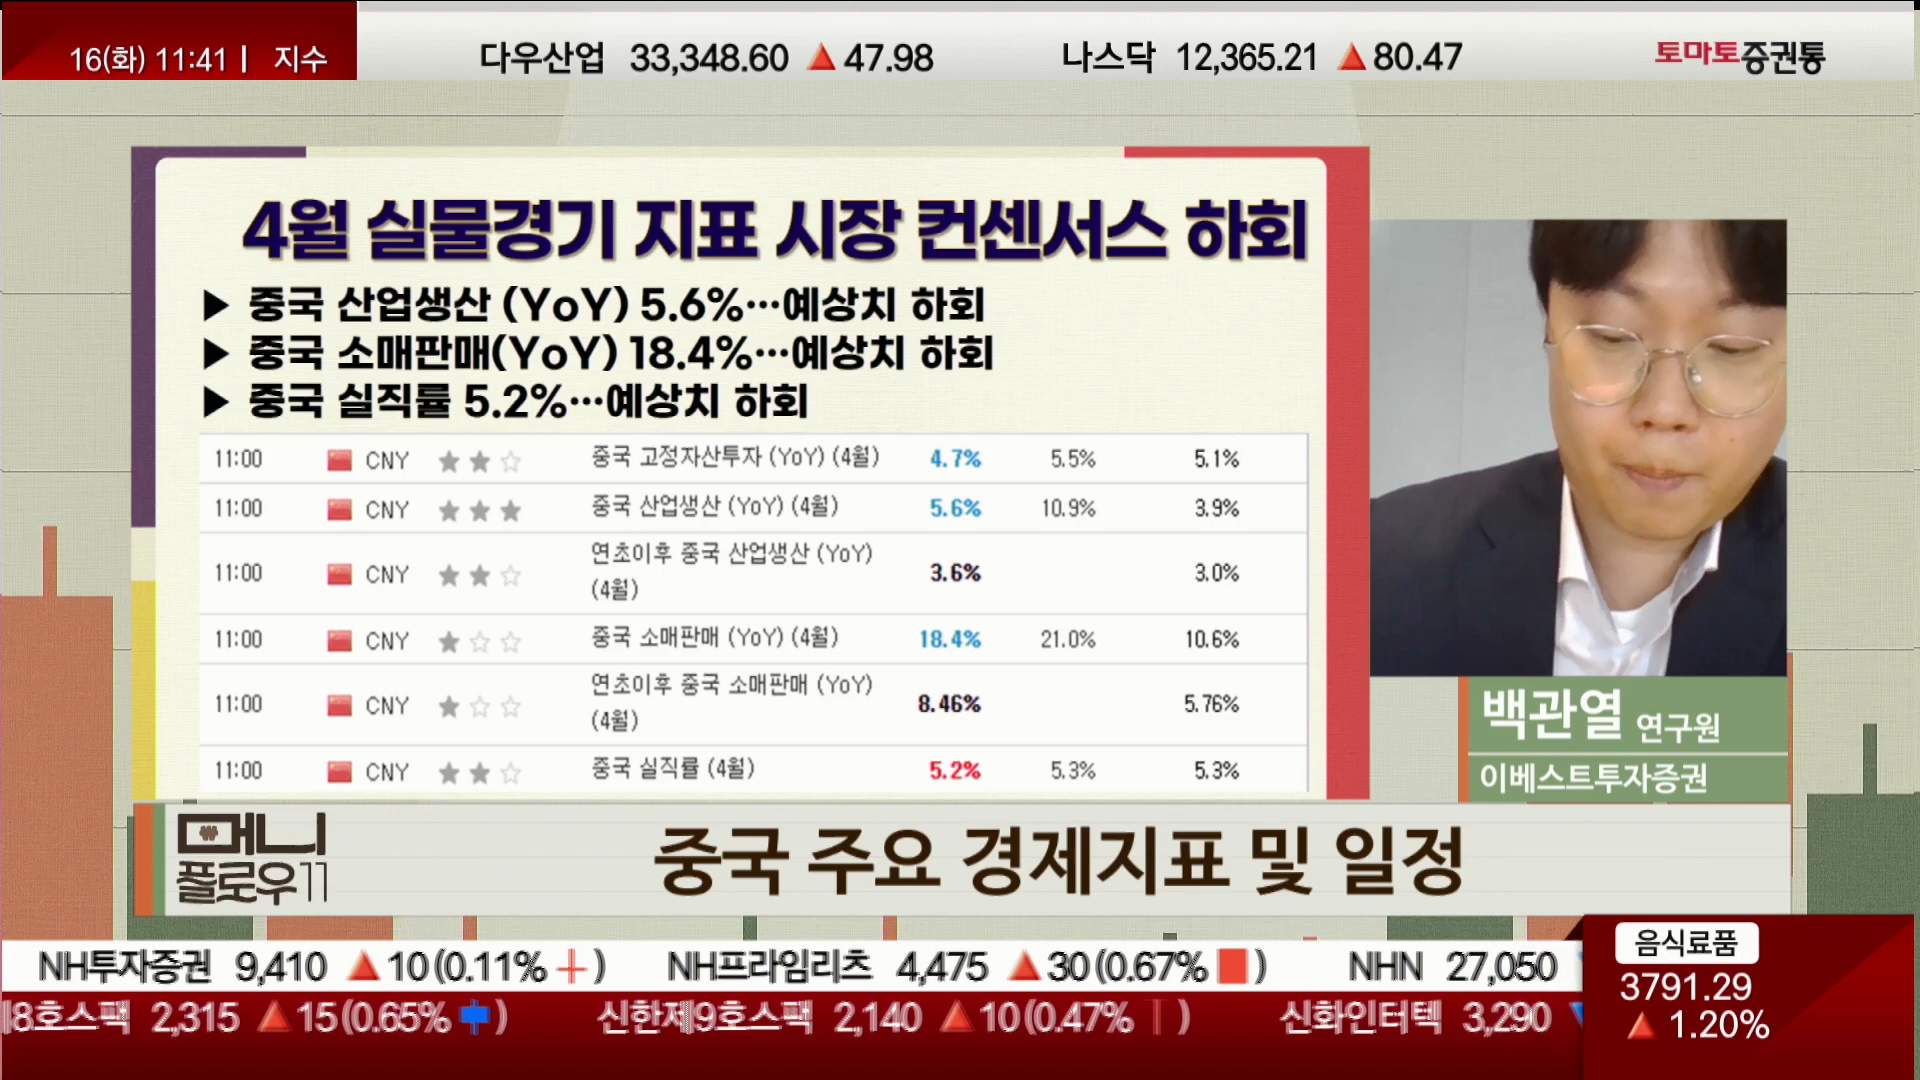 16(화) 11:41 | 지수
다우산업 33,348.60 ▲47.98
나스닥 12,365.21 ▲80.47
토마토증권통
4월 실물경기 지표 시장 컨센서스 하회
▶ 중국 산업생산 (YoY) 5.6%…예상치 하회
▶ 중국 소매판매(YoY) 18.4%…예상치 하회
▶ 중국 실직률 5.2%…예상치 하회
11:00 CNY ★★☆ 중국 고정자산투자 (YoY) (4월) 4.7% 5.5% 5.1%
11:00 CNY ★★★ 중국 산업생산 (YoY) (4월) 5.6% 10.9% 3.9%
11:00 CNY ★★☆ 연초이후 중국 산업생산 (YoY) 3.6% 3.0%
(4월)
11:00 CNY ★☆☆ 중국 소매판매 (YoY) (4월) 18.4% 21.0% 10.6%
11:00 CNY ★☆☆ 연초이후 중국 소매판매 (YoY) 8.46% 5.76%
(4월)
11:00 CNY ★★☆ 중국 실직률 (4월) 5.2% 5.3% 5.3%
백관열 연구원
이베스트투자증권
머니
플로우11
중국 주요 경제지표 및 일정
NH투자증권 9,410 ▲10(0.11% ) NH프라임리츠 4,475 ▲30(0.67% ) NHN 27,050
8호스팩 2,315 ▲15(0.65% ) 신한제9호스팩 2,140 ▲10(0.47% ) 신화인터텍 3,290
음식료품
3791.29
▲ 1.20%